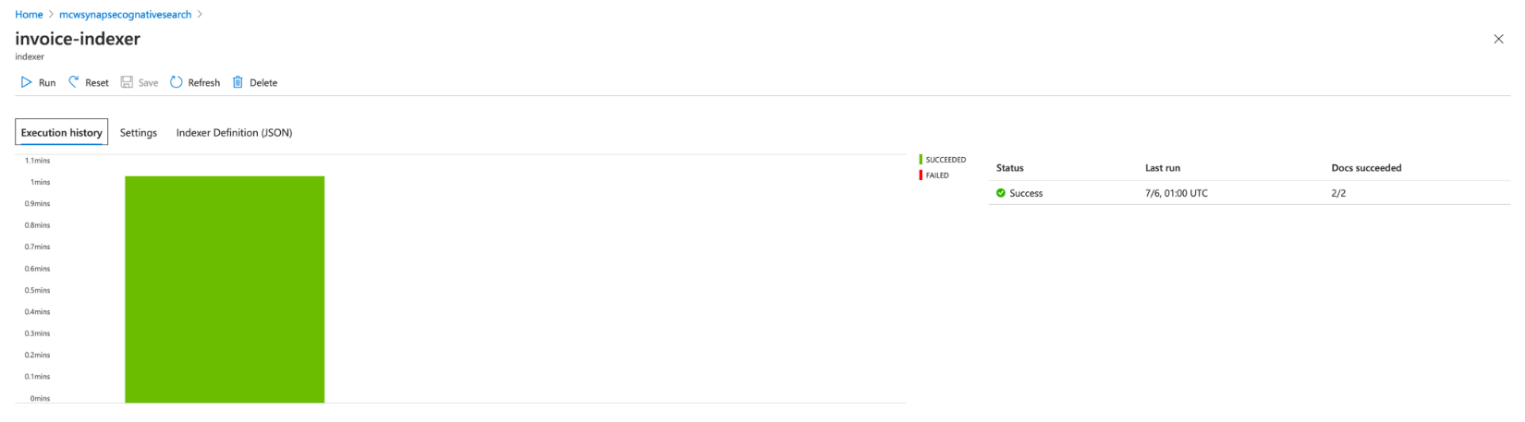 Home > mcwsynapsecognativesearch >
invoice-indexer
indexer
Run Reset Save Refresh Delete
Execution history Settings Indexer Definition (JSON)
1.1mins
1mins
0.9mins
0.8mins
0.7mins
0.6mins
0.5mins
0.4mins
0.3mins
0.2mins
0.1mins
0mins
SUCCEEDED
FAILED
Status Last run Docs succeeded
Success 7/6, 01:00 UTC 2/2